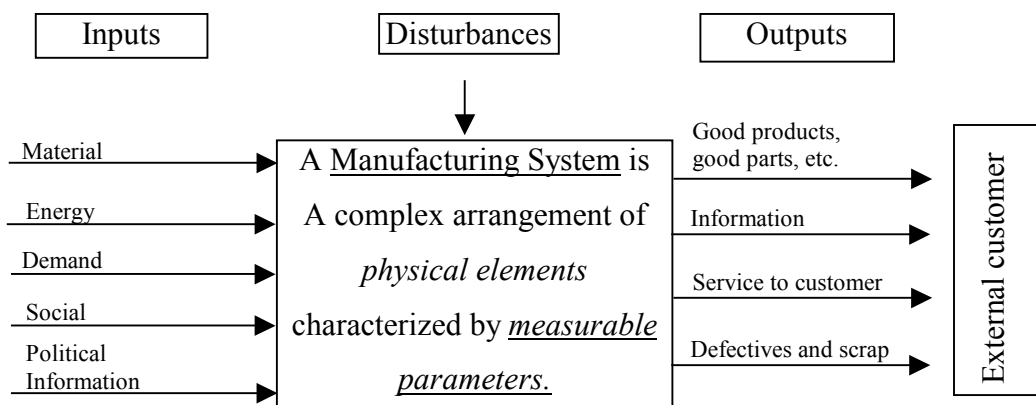 Inputs
Disturbances
Outputs
Material
Energy
Demand
Social
Political
Information
A Manufacturing System is
A complex arrangement of
physical elements
characterized by measurable
parameters.
Good products,
good parts, etc.
Information
Service to customer
Defectives and scrap
External customer